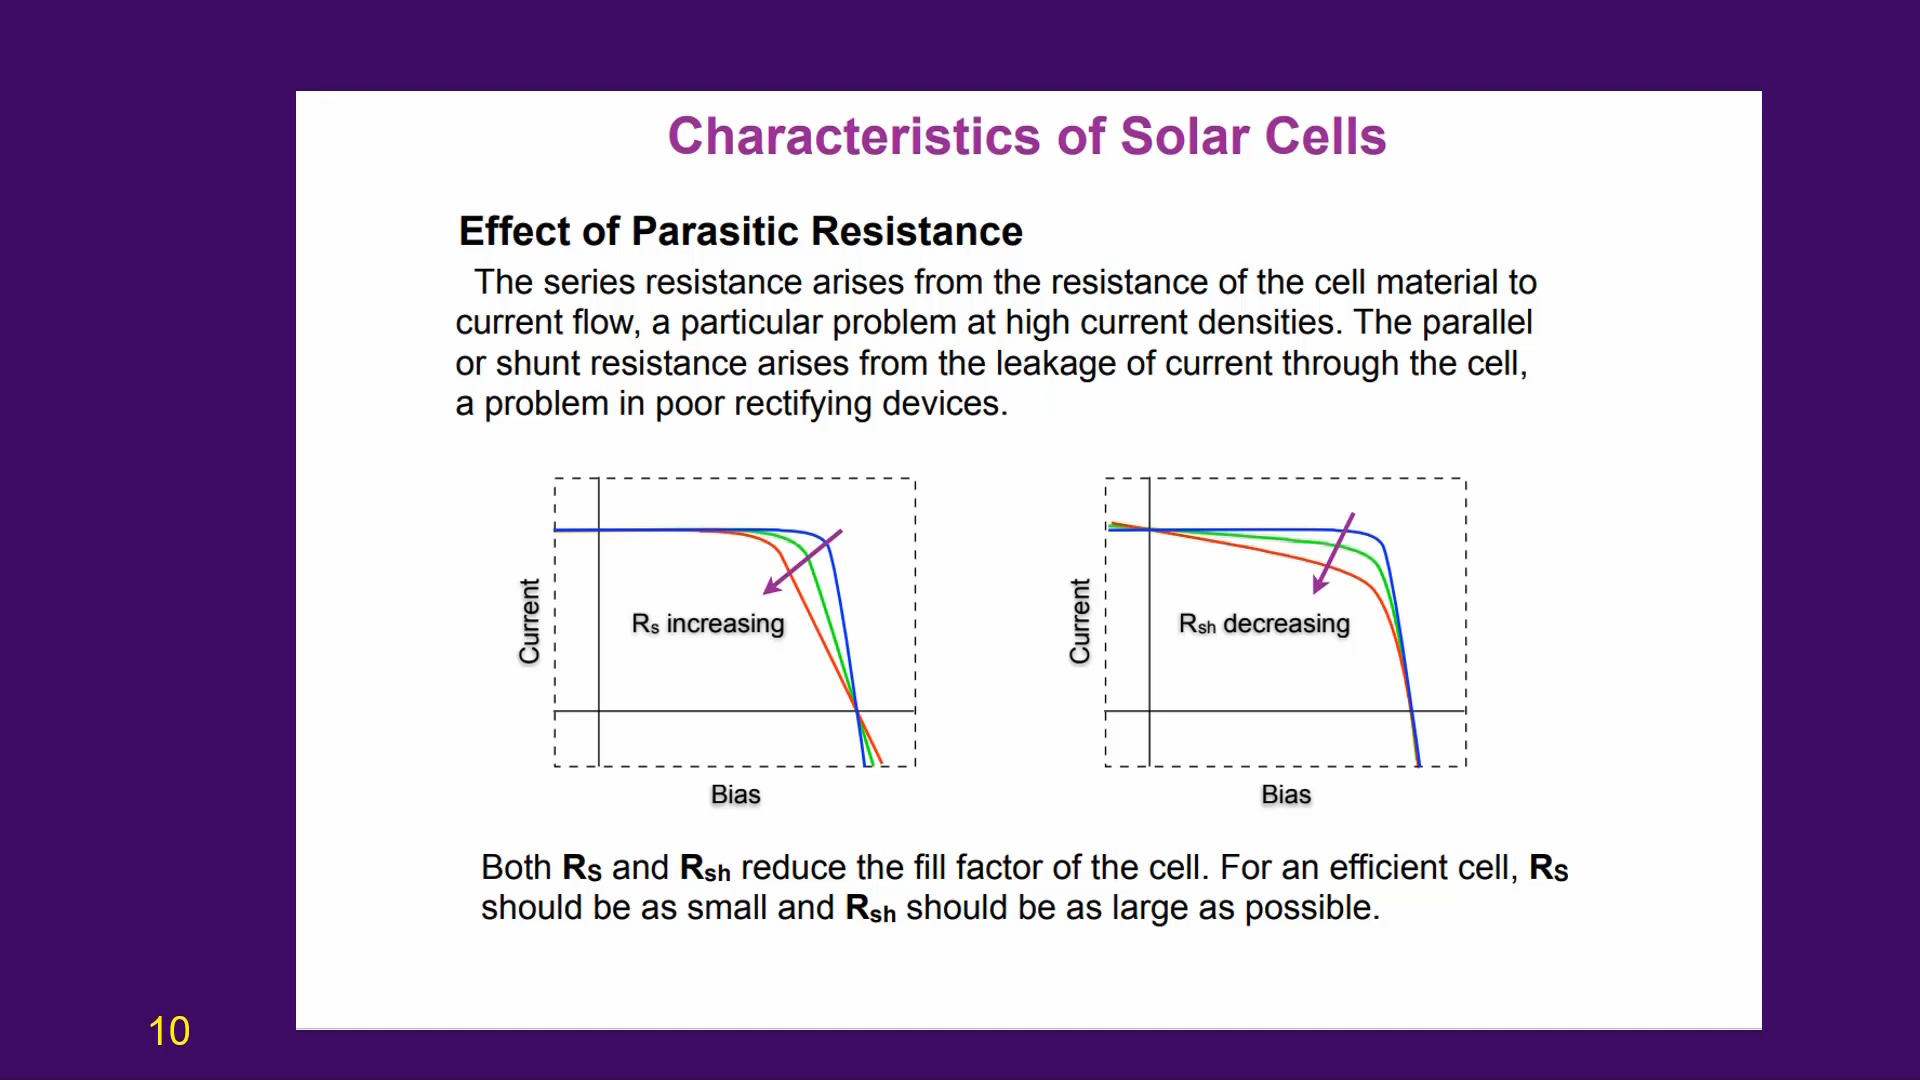 Characteristics of Solar Cells
Effect of Parasitic Resistance
The series resistance arises from the resistance of the cell material to
current flow, a particular problem at high current densities. The parallel
or shunt resistance arises from the leakage of current through the cell,
a problem in poor rectifying devices.
Current
Rs increasing
Bias
Current
Rsh decreasing
Bias
Both Rs and Rsh reduce the fill factor of the cell. For an efficient cell, Rs
should be as small and Rsh should be as large as possible.
10